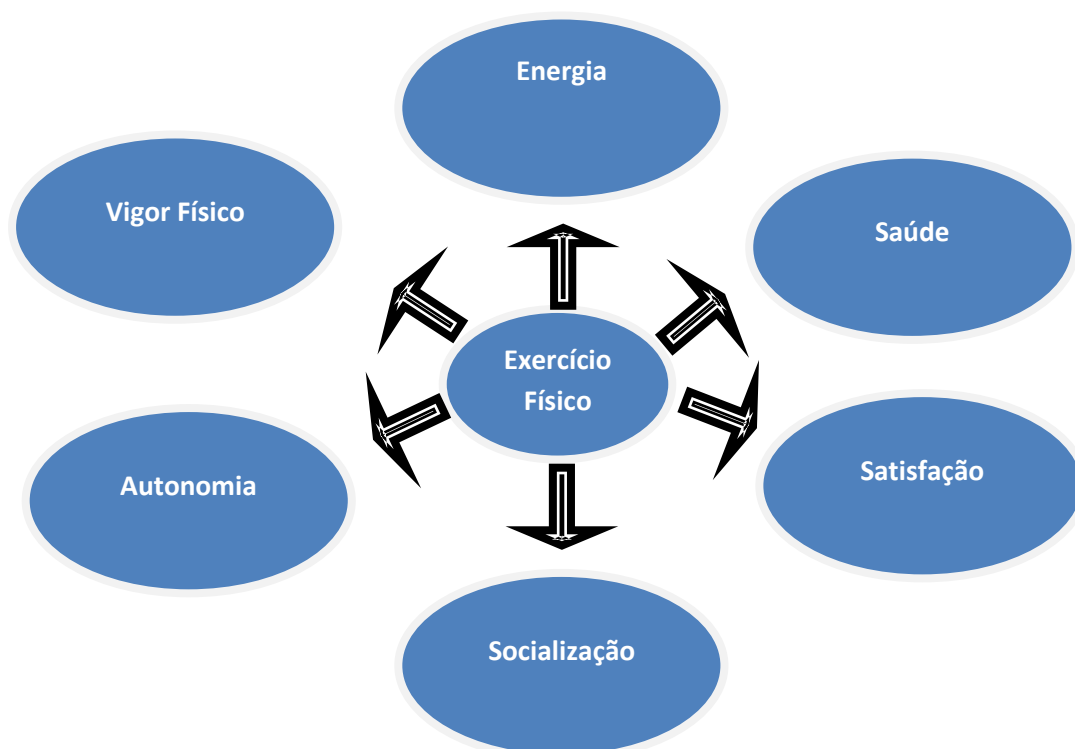 Energia
Vigor Físico
Saúde
Exercício
Físico
Autonomia
Satisfação
Socialização